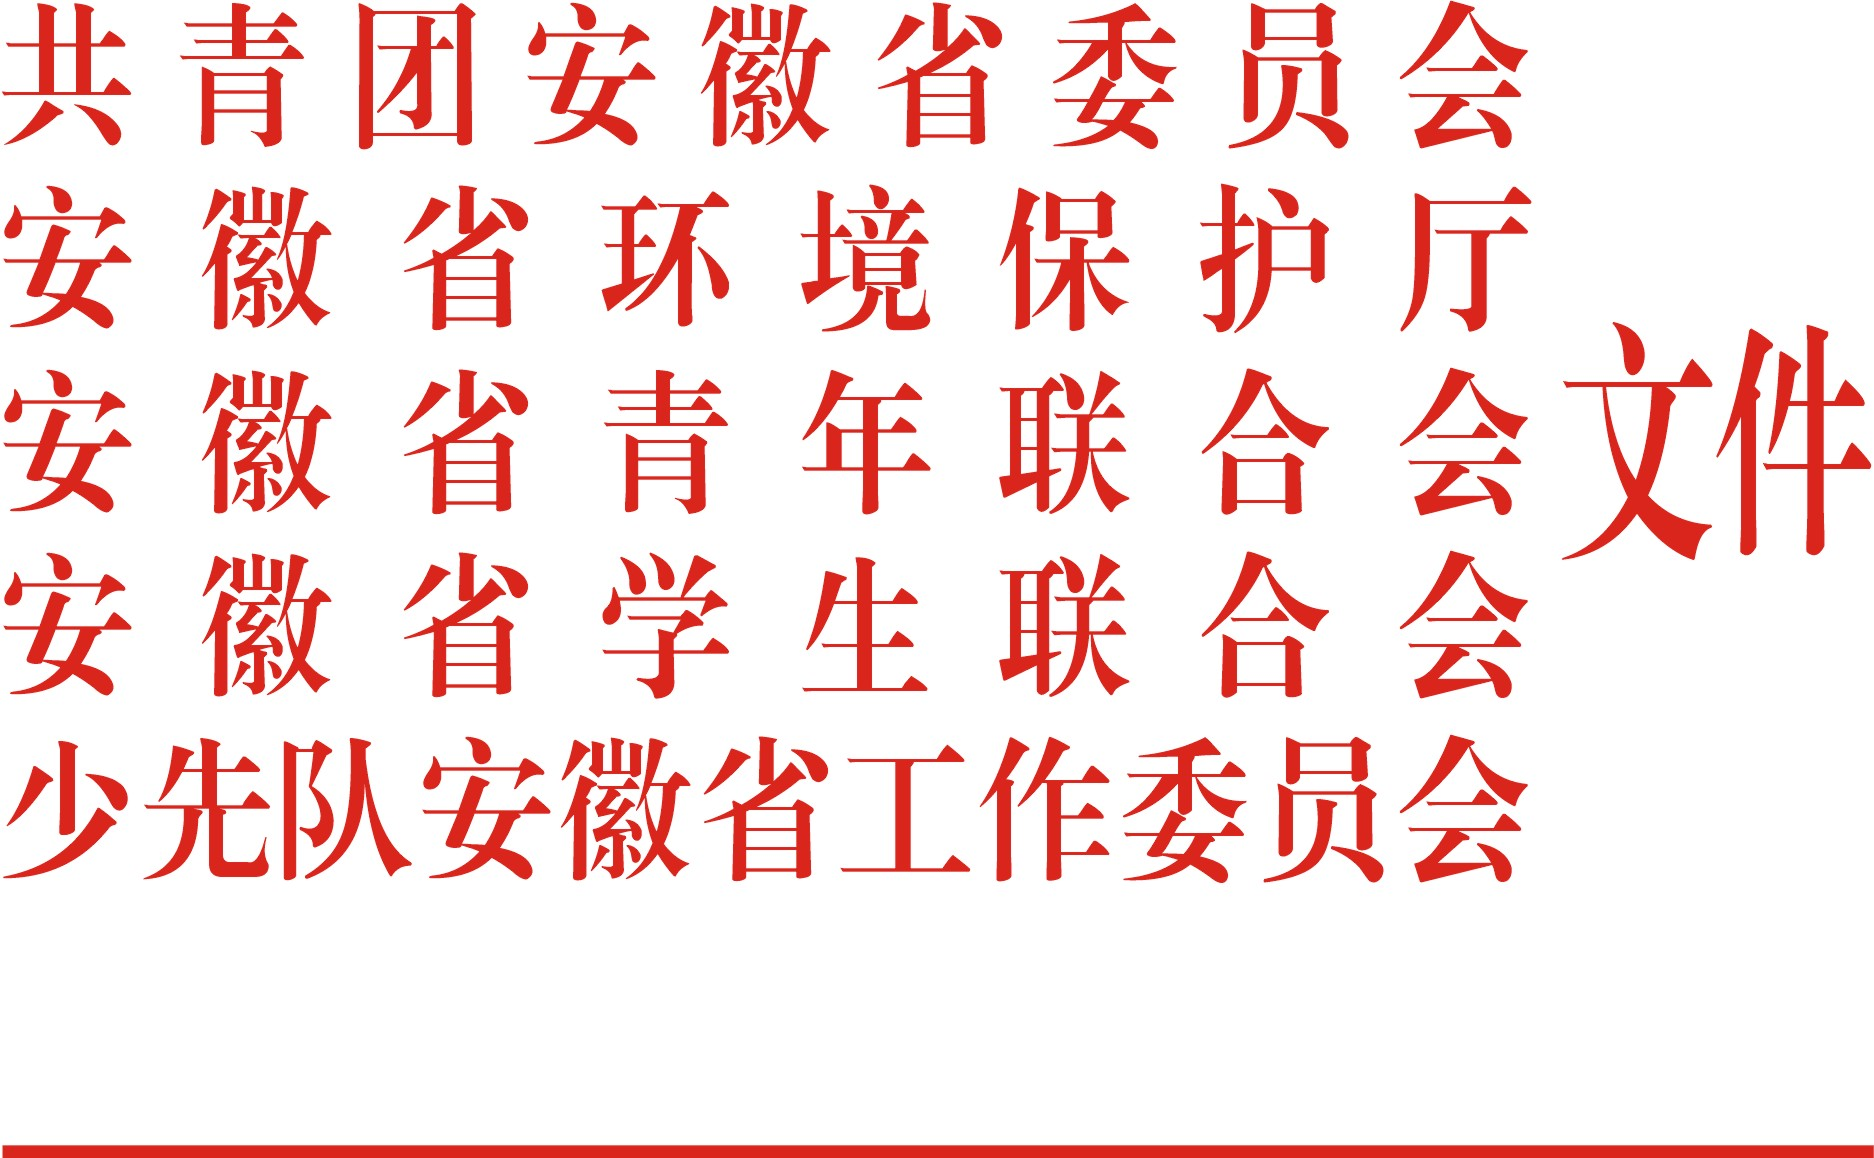 共青团安徽省委员会
安徽省环境保护厅
安徽省青年联合会
安徽省学生联合会
少先队安徽省工作委员会
文件